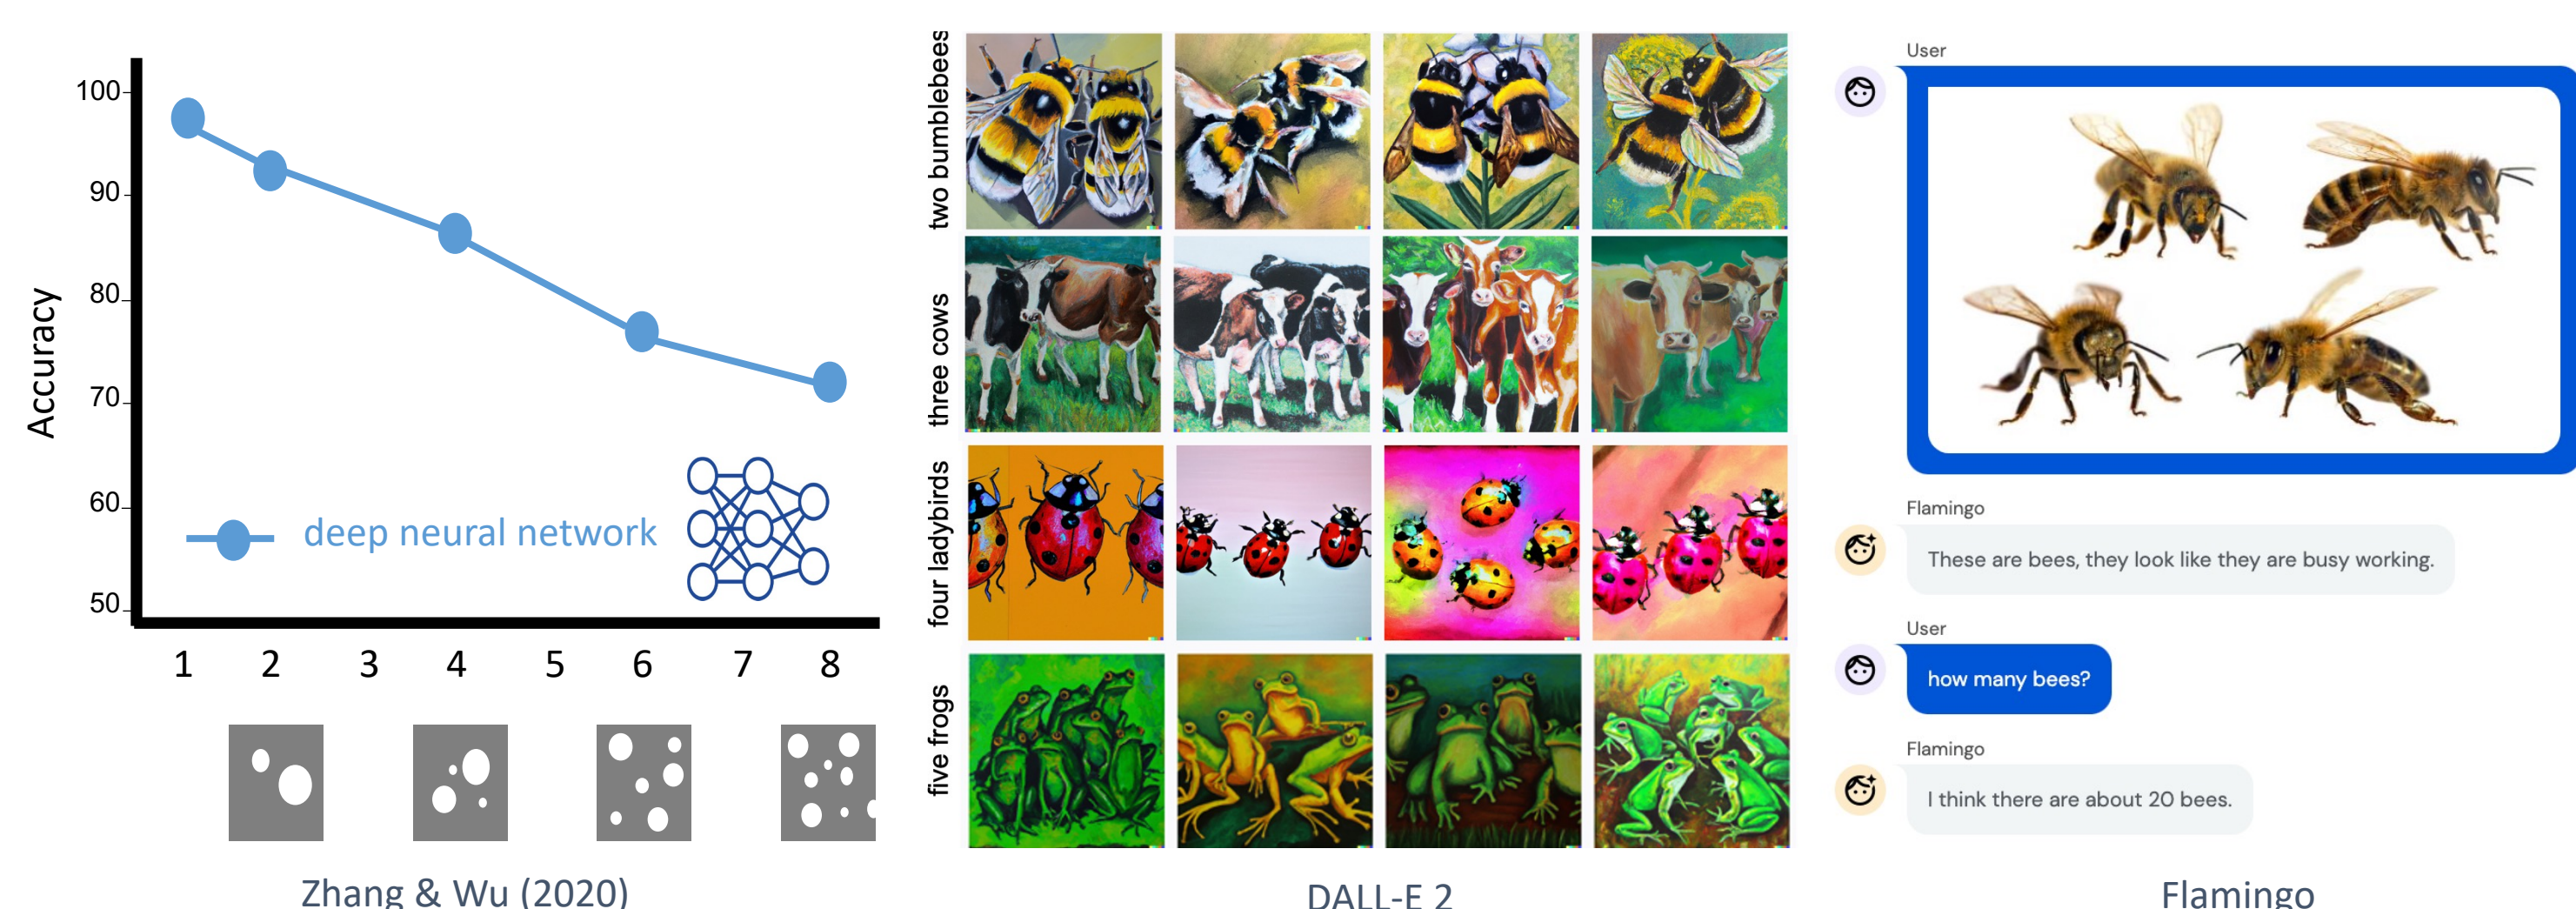 Accuracy
100
90
80
70
60
50
deep neural network
1 2 3 4 5 6 7 8
Zhang & Wu (2020)
two bumblebees
three cows
four ladybirds
five frogs
DALL-E 2
User
Flamingo
These are bees, they look like they are busy working.
User
how many bees?
Flamingo
I think there are about 20 bees.
Flamingo